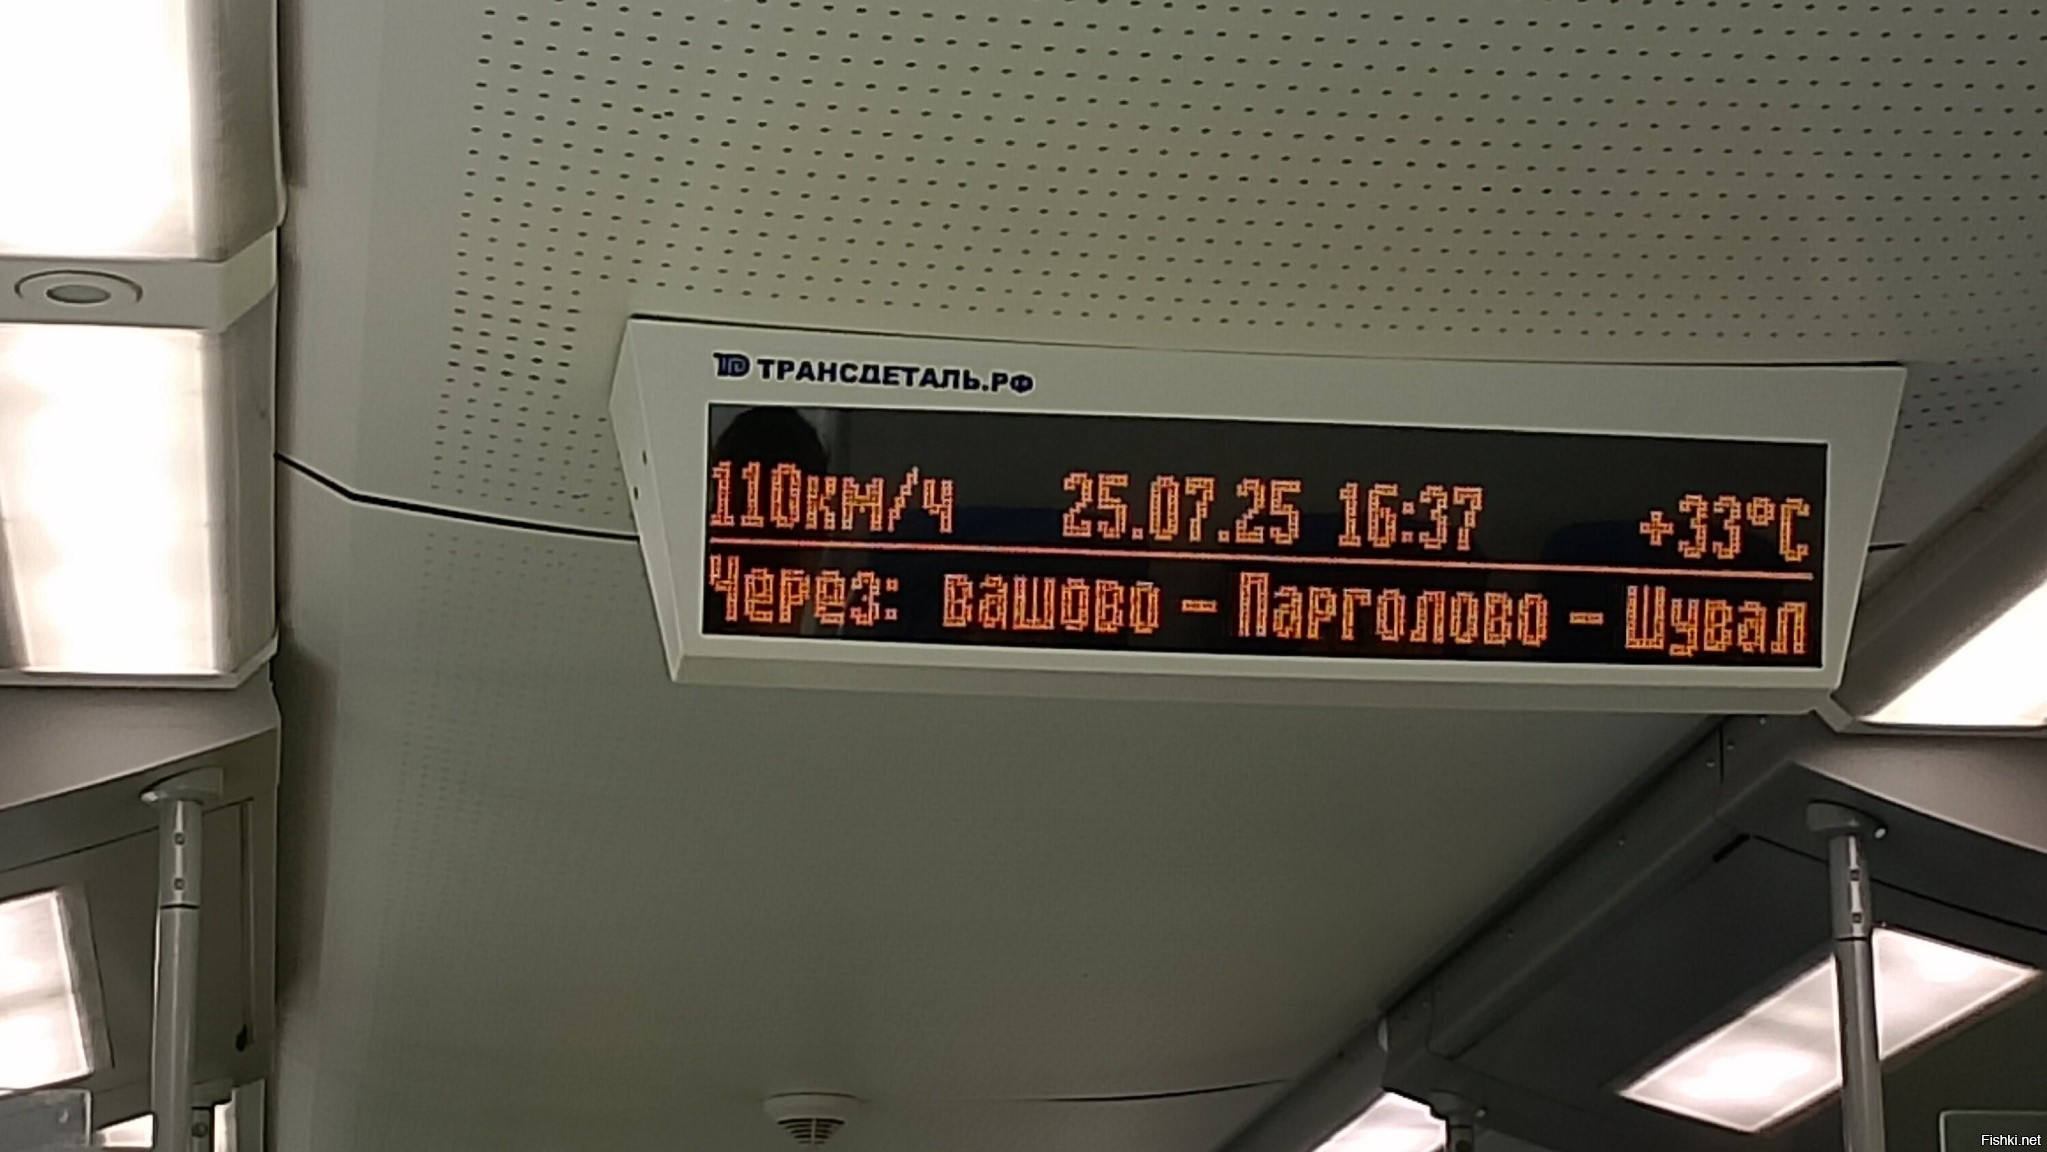 ТРАНСДЕТАЛЬ.РФ
110км/ч 25.07.25 16:37 +33°C
Через: вашово - Парголово - Шувал
Fishki.net